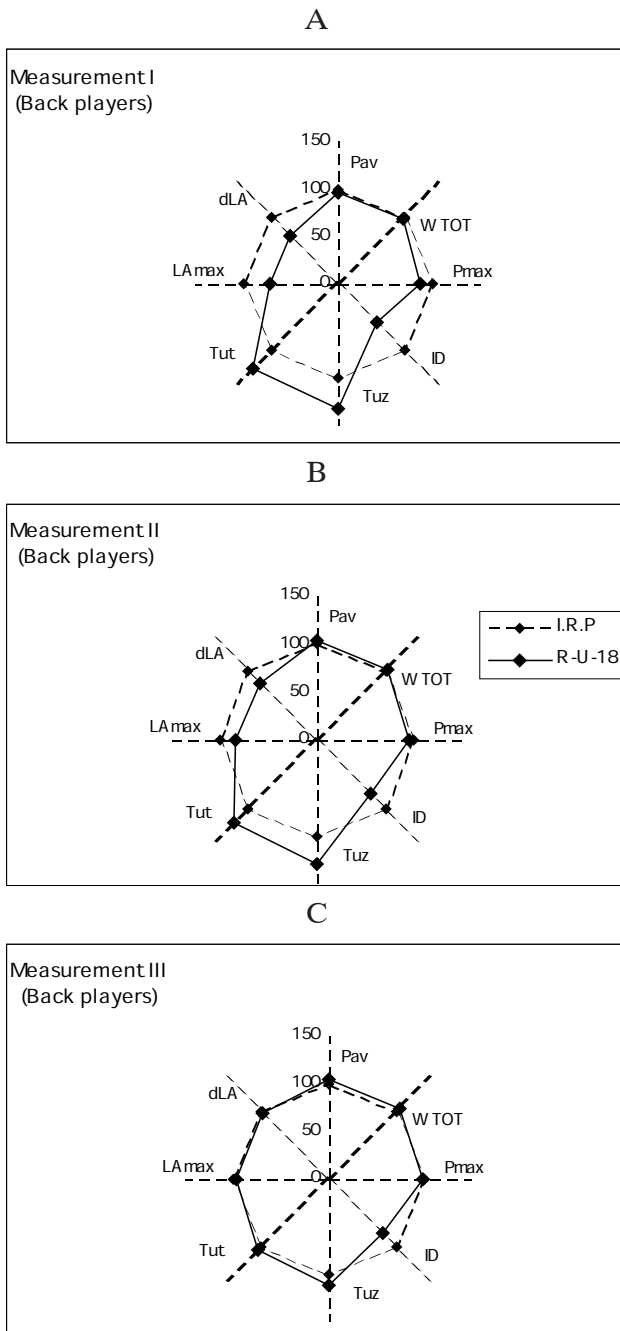 A
Measurement I
(Back players)
150
Pav
100
dLA
50
W TOT
LAmax
0
Pmax
Tut
ID
Tuz
B
Measurement II
(Back players)
150
Pav
I.R.P
100
R-U-18
dLA
50
W TOT
LAmax
0
Pmax
Tut
ID
Tuz
C
Measurement III
(Back players)
150
Pav
100
dLA
50
W TOT
LAmax
0
Pmax
Tut
ID
Tuz